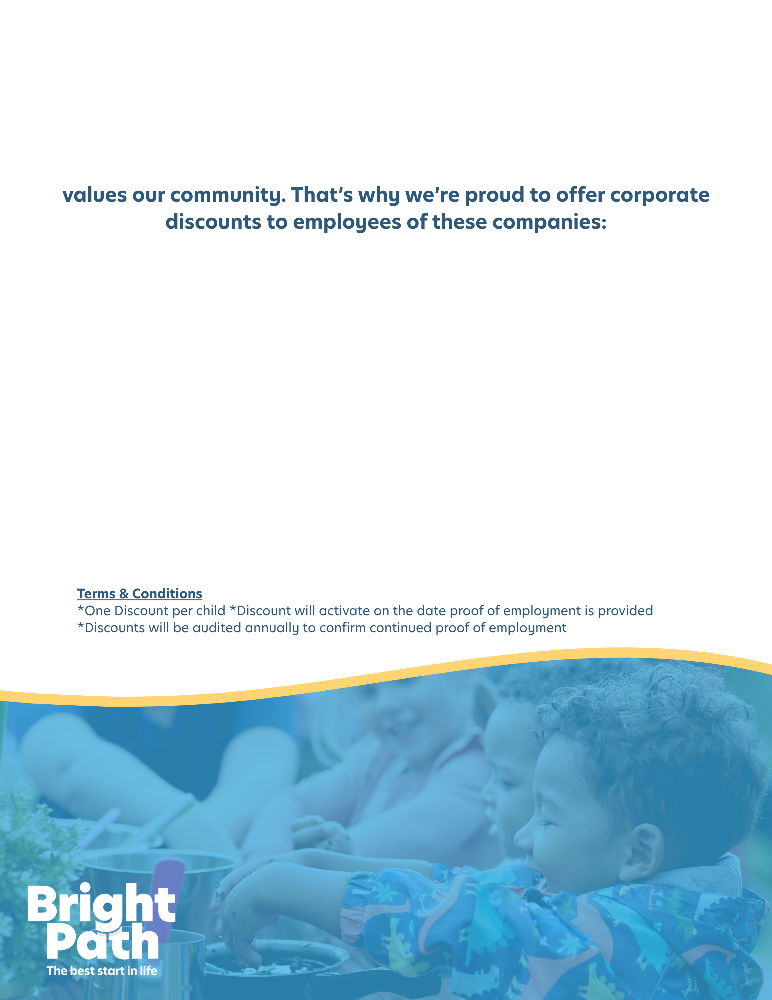 values our community. That’s why we’re proud to offer corporate
discounts to employees of these companies:
Terms & Conditions
*One Discount per child *Discount will activate on the date proof of employment is provided
*Discounts will be audited annually to confirm continued proof of employment
Bright
Path
The best start in life